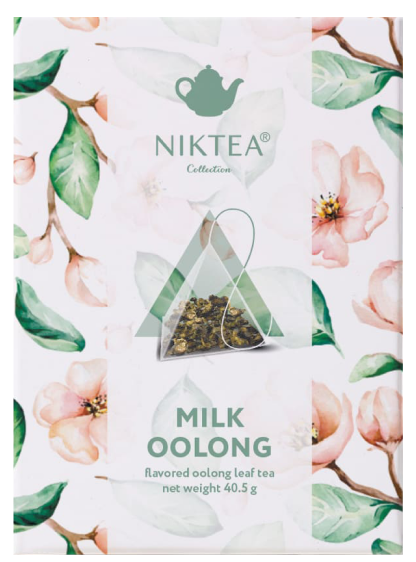 NIKTEA®
Collection
MILK
OOLONG
flavored oolong leaf tea
net weight 40.5 g